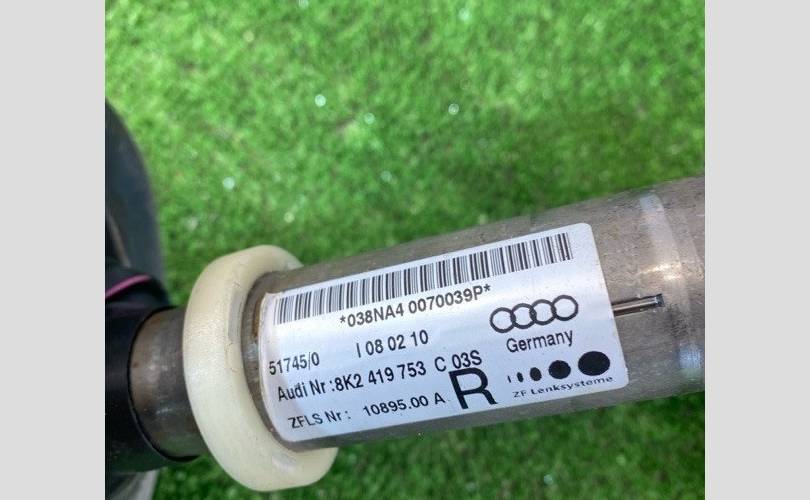 *038NA4 0070039P*
51745/0 I 08 02 10
Germany
Audi Nr :8K2 419 753 C 03S
ZFLS Nr : 10895.00 A R
ZF Lenksysteme